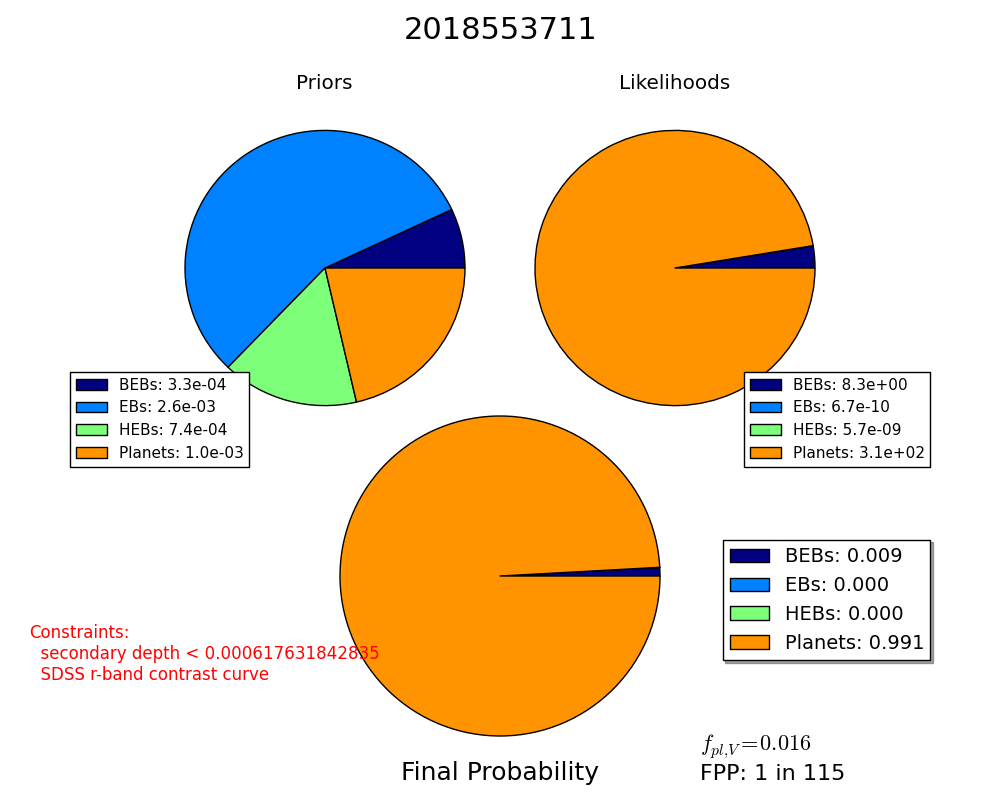 2018553711
Priors
Likelihoods
BEBs: 3.3e-04
EBs: 2.6e-03
HEBs: 7.4e-04
Planets: 1.0e-03
BEBs: 8.3e+00
EBs: 6.7e-10
HEBs: 5.7e-09
Planets: 3.1e+02
BEBs: 0.009
EBs: 0.000
HEBs: 0.000
Planets: 0.991
Constraints:
secondary depth < 0.000617631842835
SDSS r-band contrast curve
f_{pl,V}=0.016
Final Probability
FPP: 1 in 115